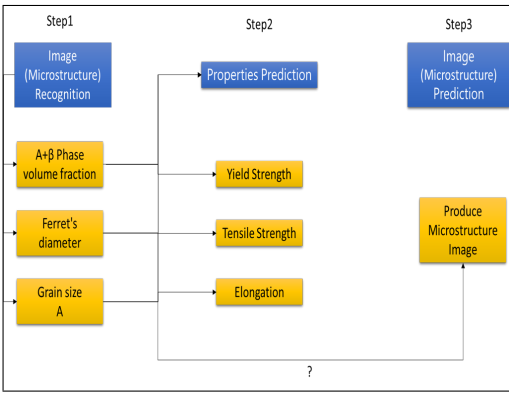 Step1
Step2
Step3
Image
(Microstructure)
Recognition
Properties Prediction
Image
(Microstructure)
Prediction
A+β Phase
volume fraction
Yield Strength
Ferret's
diameter
Tensile Strength
Produce
Microstructure
Image
Grain size
A
Elongation
?